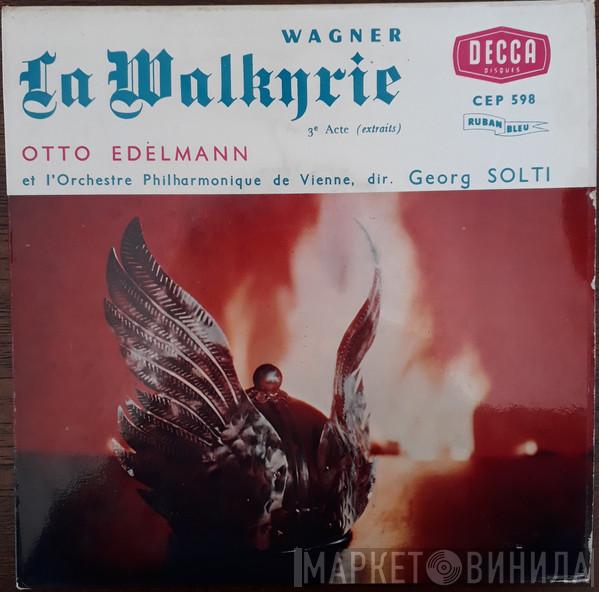 WAGNER
La Walkyrie
3e Acte (extraits)
DECCA
DISQUES
CEP 598
RUBAN BLEU
OTTO EDELMANN
et l'Orchestre Philharmonique de Vienne, dir. Georg SOLTI
МАРКЕТ ВИНИЛА